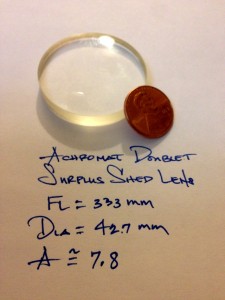 ACHROMAT DOUBLET
SURPLUS SHED LENS
FL = 333 mm
DIA = 42.7 mm
A ≅ 7.8